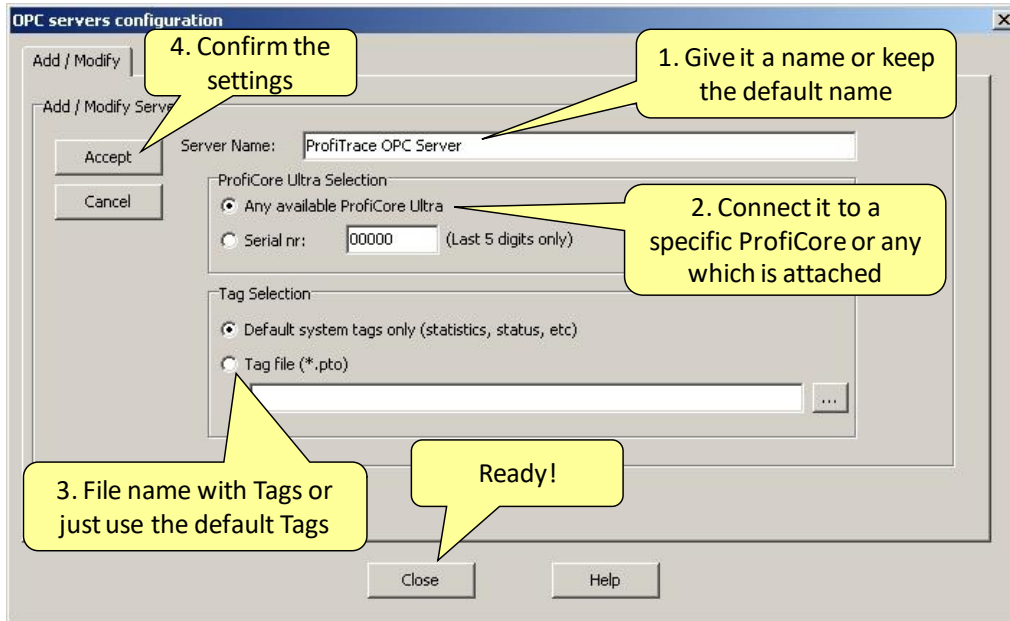 OPC servers configuration
4. Confirm the
settings
1. Give it a name or keep
the default name
Add / Modify
Add / Modify Serve
Accept
Server Name:
ProfiTrace OPC Server
Cancel
ProfiCore Ultra Selection
Any available ProfiCore Ultra
Serial nr:
00000
(Last 5 digits only)
2. Connect it to a
specific ProfiCore or any
which is attached
Tag Selection
Default system tags only (statistics, status, etc)
Tag file (*.pto)
...
3. File name with Tags or
just use the default Tags
Ready!
Close
Help